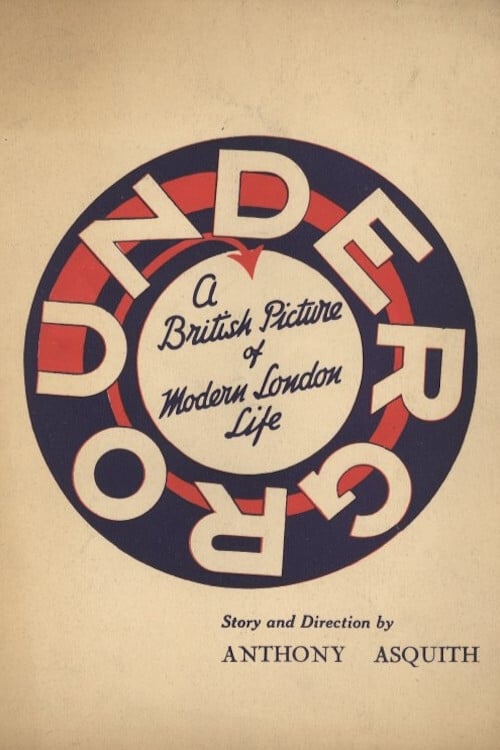 UNDERGROUND
A
British Picture
of
Modern London
Life
Story and Direction by
ANTHONY ASQUITH